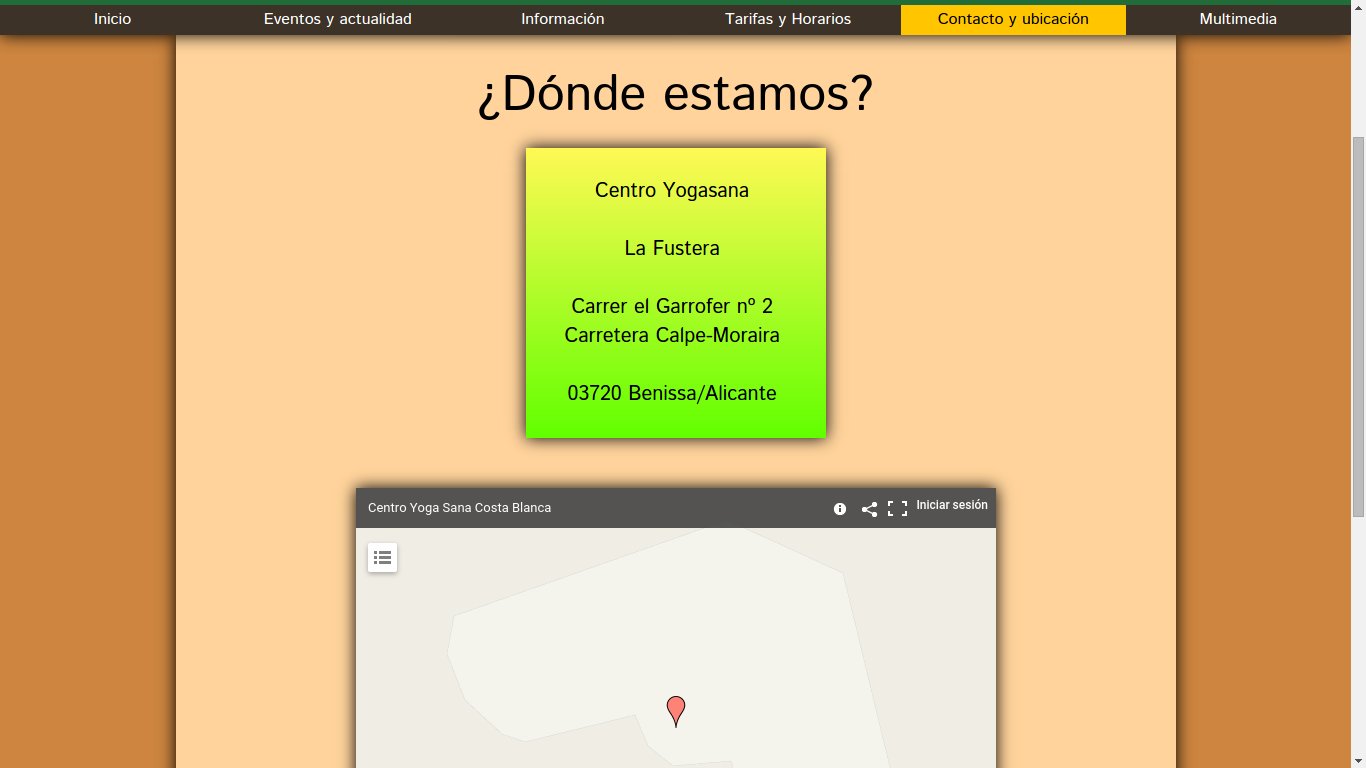 Inicio
Eventos y actualidad
Información
Tarifas y Horarios
Contacto y ubicación
Multimedia
¿Dónde estamos?
Centro Yogasana
La Fustera
Carrer el Garrofer nº 2
Carretera Calpe-Moraira
03720 Benissa/Alicante
Centro Yoga Sana Costa Blanca
Iniciar sesión